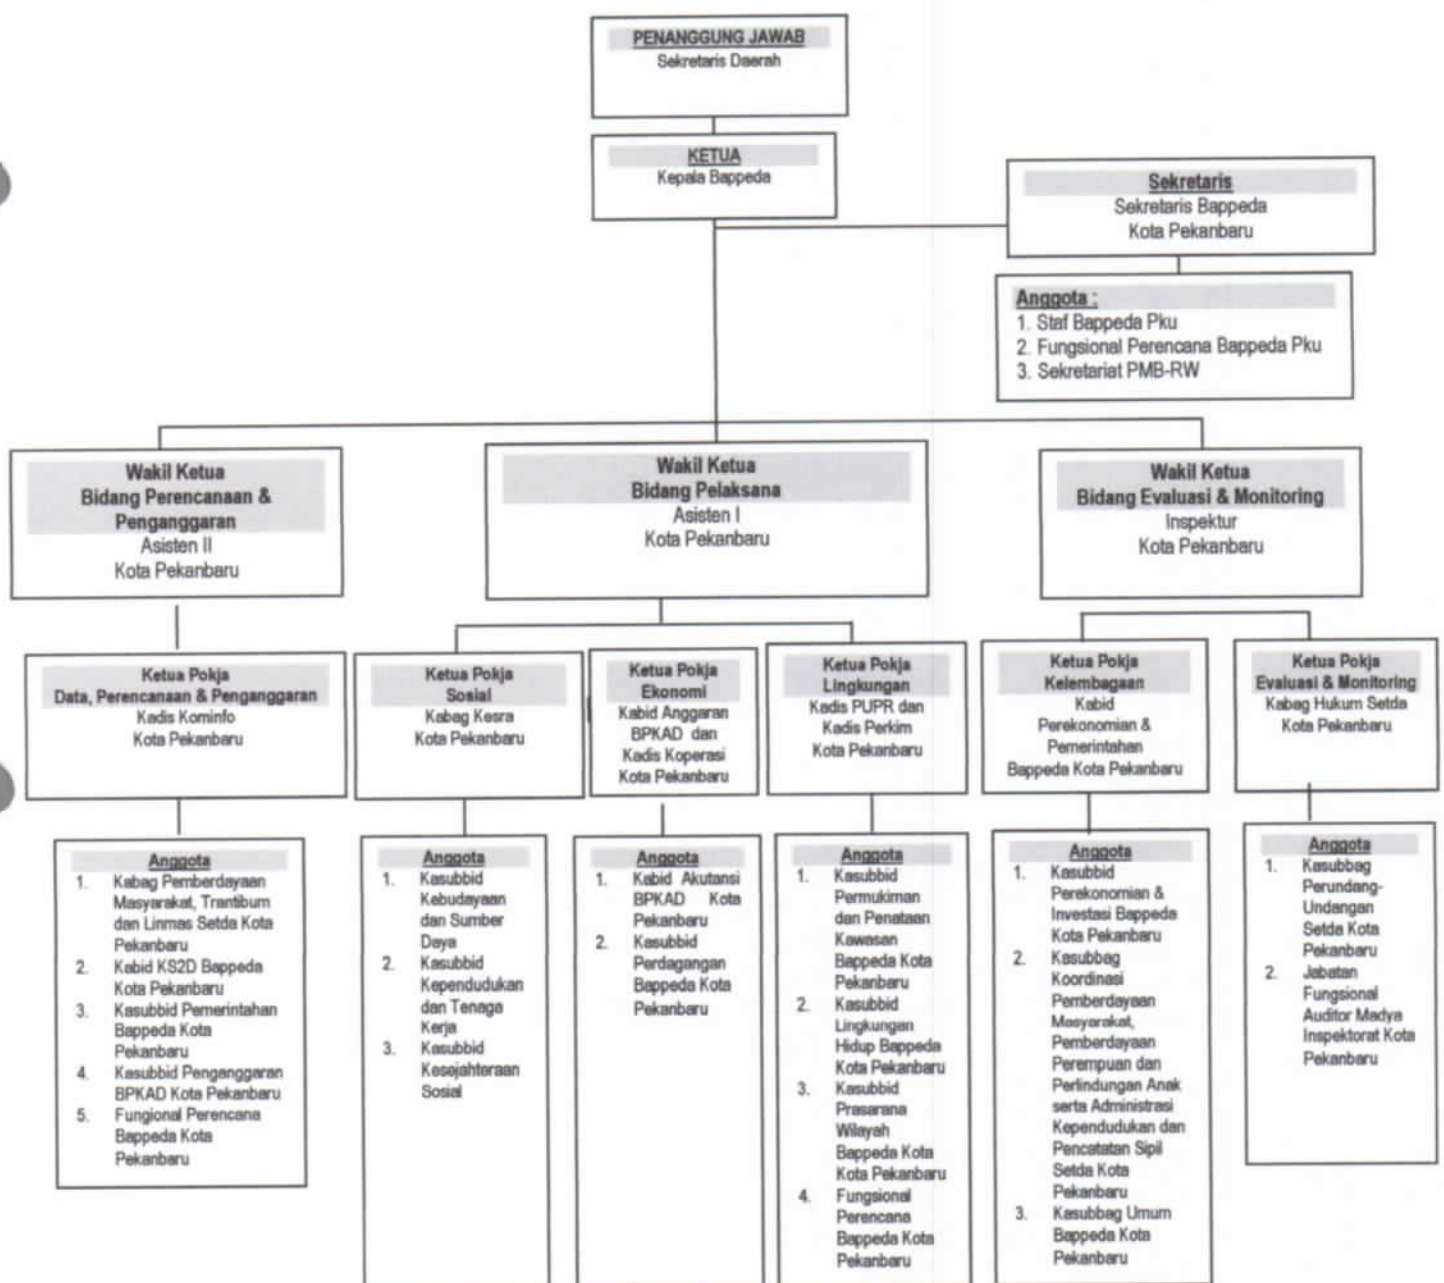 PENANGGUNG JAWAB
Sekretaris Daerah
KETUA
Kepala Bappeda
Sekretaris
Sekretaris Bappeda
Kota Pekanbaru
Anggota :
1. Staf Bappeda Pku
2. Fungsional Perencana Bappeda Pku
3. Sekretariat PMB-RW
Wakil Ketua
Bidang Perencanaan &
Penganggaran
Asisten II
Kota Pekanbaru
Wakil Ketua
Bidang Pelaksana
Asisten I
Kota Pekanbaru
Wakil Ketua
Bidang Evaluasi & Monitoring
Inspektur
Kota Pekanbaru
Ketua Pokja
Data, Perencanaan & Penganggaran
Kadis Kominfo
Kota Pekanbaru
Ketua Pokja
Sosial
Kabag Kesra
Kota Pekanbaru
Ketua Pokja
Ekonomi
Kabid Anggaran
BPKAD dan
Kadis Koperasi
Kota Pekanbaru
Ketua Pokja
Lingkungan
Kadis PUPR dan
Kadis Perkim
Kota Pekanbaru
Ketua Pokja
Kelembagaan
Kabid
Perekonomian &
Pemerintahan
Bappeda Kota Pekanbaru
Ketua Pokja
Evaluasi & Monitoring
Kabag Hukum Setda
Kota Pekanbaru
Anggota
1. Kabag Pemberdayaan
Masyarakat, Trantibum
dan Linmas Setda Kota
Pekanbaru
2. Kabid KS2D Bappeda
Kota Pekanbaru
3. Kasubbid Pemerintahan
Bappeda Kota
Pekanbaru
4. Kasubbid Penganggaran
BPKAD Kota Pekanbaru
5. Fungional Perencana
Bappeda Kota
Pekanbaru
Anggota
1. Kasubbid
Kebudayaan
dan Sumber
Daya
2. Kasubbid
Kependudukan
dan Tenaga
Kerja
3. Kasubbid
Kesejahteraan
Sosial
Anggota
1. Kabid Akutansi
BPKAD Kota
Pekanbaru
2. Kasubbid
Perdagangan
Bappeda Kota
Pekanbaru
Anggota
1. Kasubbid
Permukiman
dan Penataan
Kawasan
Bappeda Kota
Pekanbaru
2. Kasubbid
Lingkungan
Hidup Bappeda
Kota Pekanbaru
3. Kasubbid
Prasarana
Wilayah
Bappeda Kota
Kota Pekanbaru
4. Fungsional
Perencana
Bappeda Kota
Pekanbaru
Anggota
1. Kasubbid
Perekonomian &
Investasi Bappeda
Kota Pekanbaru
2. Kasubbag
Koordinasi
Pemberdayaan
Masyarakat,
Pemberdayaan
Perempuan dan
Perlindungan Anak
serta Administrasi
Kependudukan dan
Pencatatan Sipil
Setda Kota
Pekanbaru
3. Kasubbag Umum
Bappeda Kota
Pekanbaru
Anggota
1. Kasubbag
Perundang-
Undangan
Setda Kota
Pekanbaru
2. Jabatan
Fungsional
Auditor Madya
Inspektorat Kota
Pekanbaru